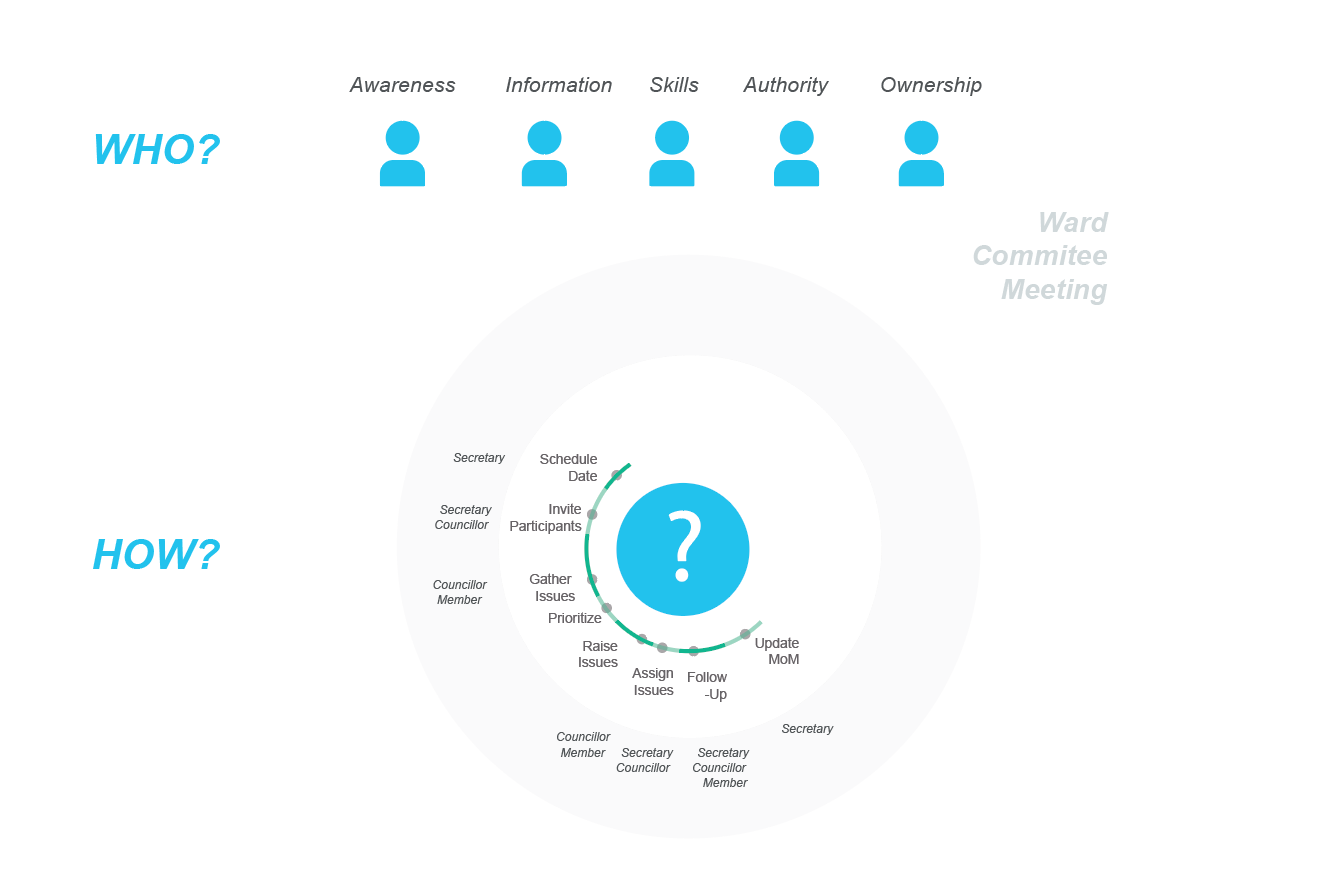 Awareness
Information
Skills
Authority
Ownership
WHO?
Ward
Commitee
Meeting
HOW?
Secretary
Schedule
Date
Secretary
Councillor
Invite
Participants
Councillor
Member
Gather
Issues
Prioritize
Raise
Issues
Assign
Issues
Follow
-Up
Update
MoM
?
Councillor
Member
Secretary
Councillor
Secretary
Councillor
Member
Secretary